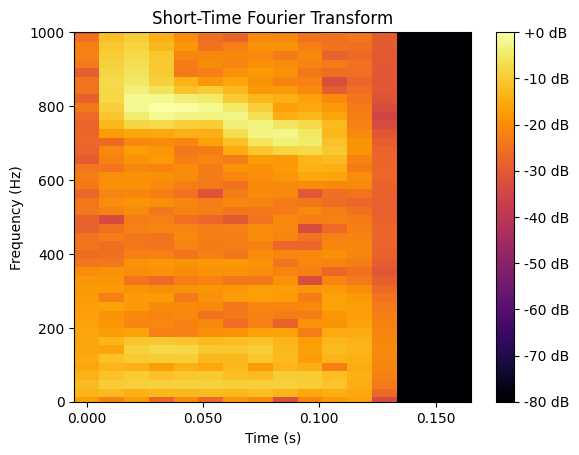 Short-Time Fourier Transform
1000
800
600
400
200
0
Frequency (Hz)
0.000
0.050
0.100
0.150
Time (s)
+0 dB
-10 dB
-20 dB
-30 dB
-40 dB
-50 dB
-60 dB
-70 dB
-80 dB